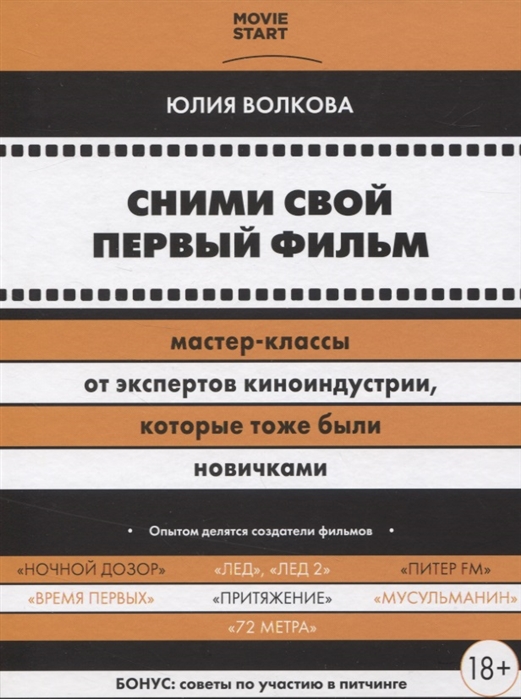 MOVIE
START
ЮЛИЯ ВОЛКОВА
СНИМИ СВОЙ
ПЕРВЫЙ ФИЛЬМ
мастер-классы
от экспертов киноиндустрии,
которые тоже были
новичками
• Опытом делятся создатели фильмов •
«НОЧНОЙ ДОЗОР» «ЛЕД», «ЛЕД 2» «ПИТЕР FM»
«ВРЕМЯ ПЕРВЫХ» «ПРИТЯЖЕНИЕ» «МУСУЛЬМАНИН»
«72 МЕТРА»
18+
БОНУС: советы по участию в питчинге